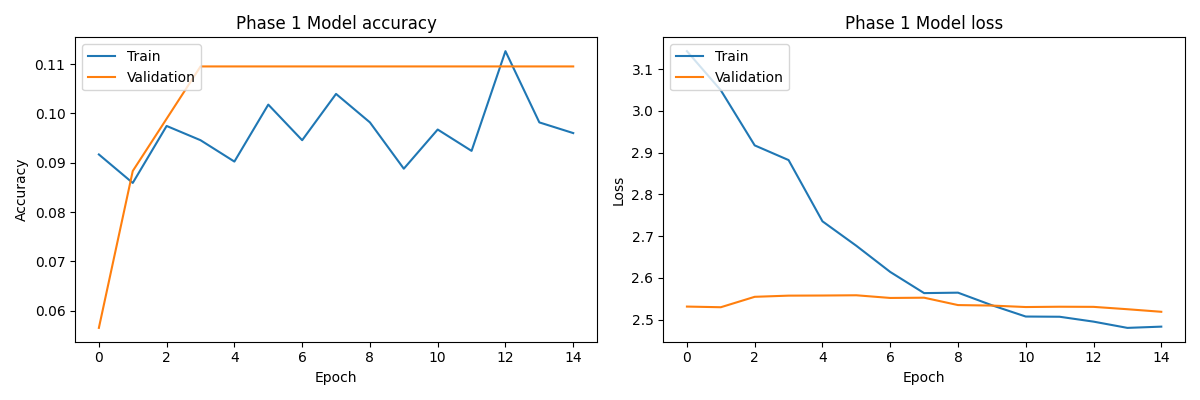 Phase 1 Model accuracy
Train
Validation
0.11
0.10
0.09
0.08
0.07
0.06
Accuracy
0 2 4 6 8 10 12 14
Epoch
Phase 1 Model loss
Train
Validation
3.1
3.0
2.9
2.8
2.7
2.6
2.5
Loss
0 2 4 6 8 10 12 14
Epoch